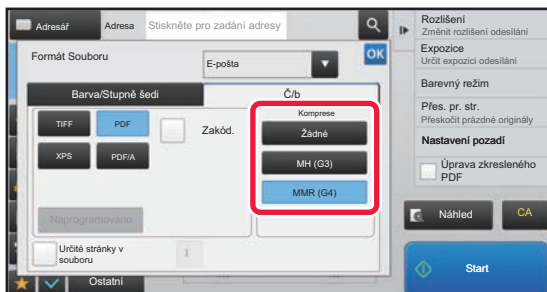 Adresář
Adresa
Stiskněte pro zadání adresy
Formát Souboru
E-pošta
OK
Barva/Stupně šedi
Č/b
TIFF
PDF
Zakód.
XPS
PDF/A
Naprogramováno
Komprese
Žádné
MH (G3)
MMR (G4)
Určité stránky v
souboru
1
Ostatní
Rozlišení
Změnit rozlišení odesílání
Expozice
Určit expozici odesílání
Barevný režim
Přes. pr. str.
Přeskočit prázdné originály
Nastavení pozadí
Úprava zkresleného
PDF
Náhled
CA
Start